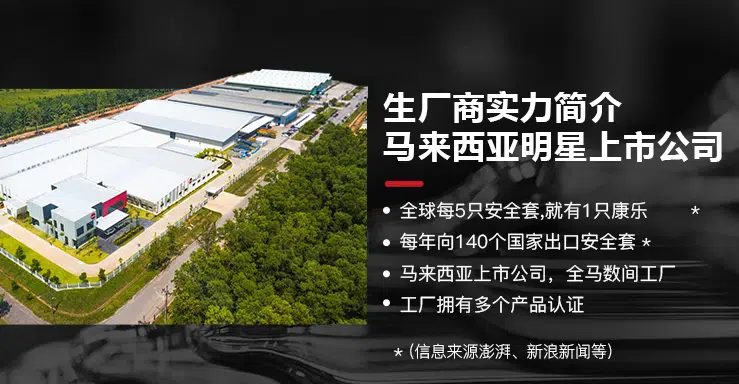 生厂商实力简介
马来西亚明星上市公司
• 全球每5只安全套,就有1只康乐 *
• 每年向140个国家出口安全套 *
• 马来西亚上市公司，全马数间工厂
• 工厂拥有多个产品认证
* (信息来源澎湃、新浪新闻等)